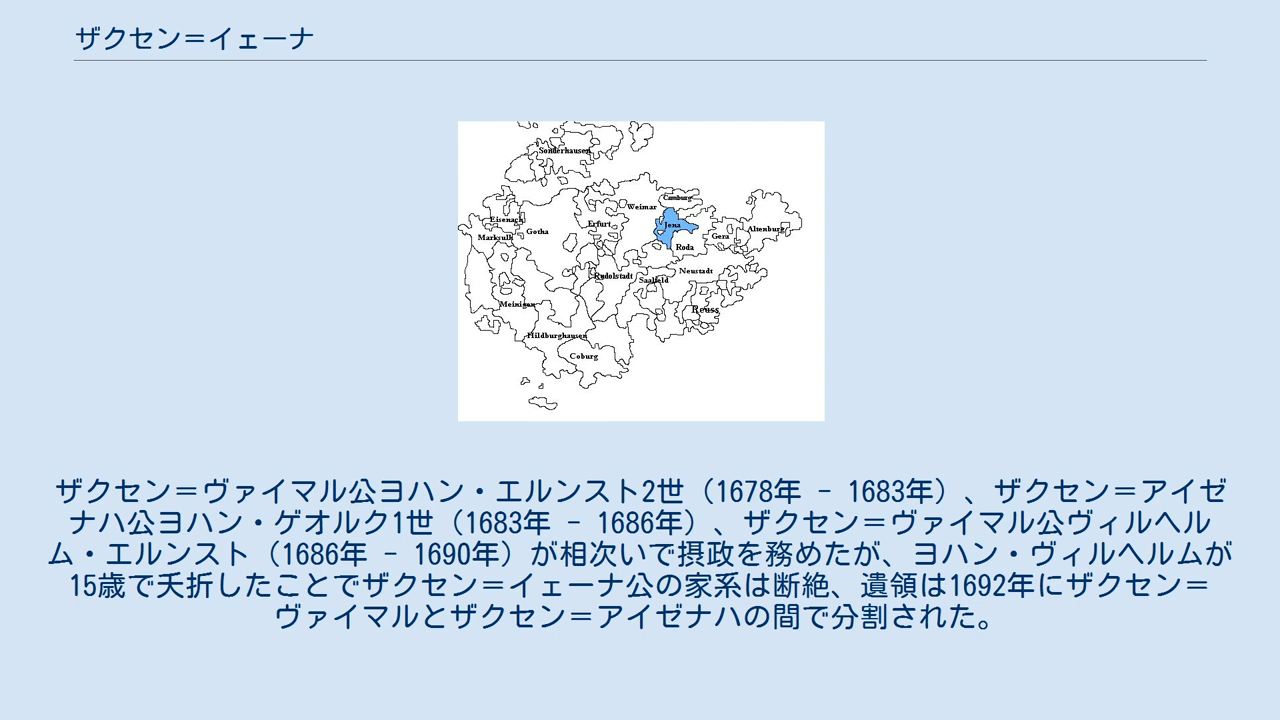 ザクセン＝イェーナ
Sonderhausen
Camburg
Weimar
Eisenach
Erfurt
Jena
Altenburg
Gotha
Marksuhl
Gera
Roda
Neustadt
Rudolstadt
Saalfeld
Meinigen
Reuss
Hildburghausen
Coburg
ザクセン＝ヴァイマル公ヨハン・エルンスト2世（1678年 - 1683年）、ザクセン＝アイゼ
ナハ公ヨハン・ゲオルク1世（1683年 - 1686年）、ザクセン＝ヴァイマル公ヴィルヘル
ム・エルンスト（1686年 - 1690年）が相次いで摂政を務めたが、ヨハン・ヴィルヘルムが
15歳で夭折したことでザクセン＝イェーナ公の家系は断絶、遺領は1692年にザクセン＝
ヴァイマルとザクセン＝アイゼナハの間で分割された。